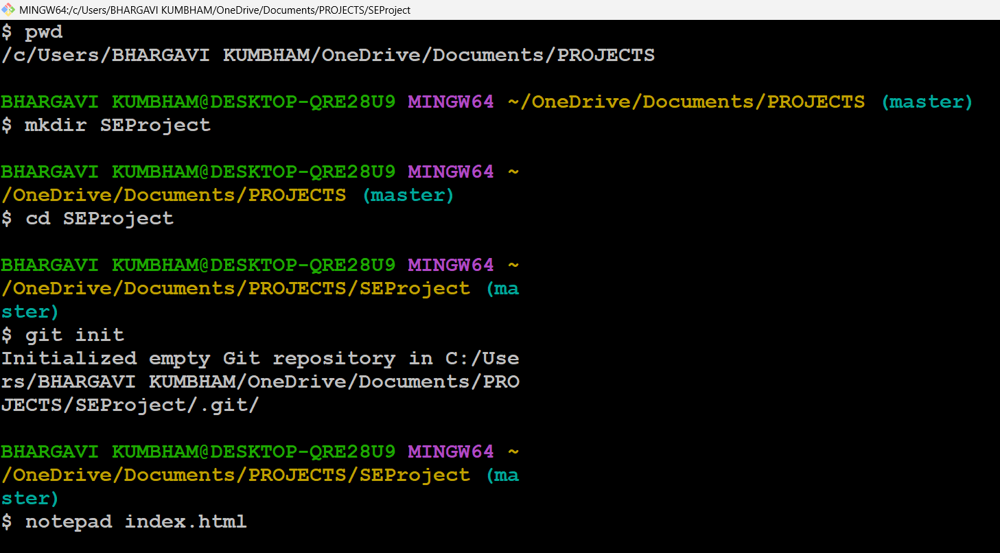 MINGW64:/c/Users/BHARGAVI KUMBHAM/OneDrive/Documents/PROJECTS/SEProject
$ pwd
/c/Users/BHARGAVI KUMBHAM/OneDrive/Documents/PROJECTS
BHARGAVI KUMBHAM@DESKTOP-QRE28U9 MINGW64 ~/OneDrive/Documents/PROJECTS (master)
$ mkdir SEProject
BHARGAVI KUMBHAM@DESKTOP-QRE28U9 MINGW64 ~
/OneDrive/Documents/PROJECTS (master)
$ cd SEProject
BHARGAVI KUMBHAM@DESKTOP-QRE28U9 MINGW64 ~
/OneDrive/Documents/PROJECTS/SEProject (ma
ster)
$ git init
Initialized empty Git repository in C:/Use
rs/BHARGAVI KUMBHAM/OneDrive/Documents/PRO
JECTS/SEProject/.git/
BHARGAVI KUMBHAM@DESKTOP-QRE28U9 MINGW64 ~
/OneDrive/Documents/PROJECTS/SEProject (ma
ster)
$ notepad index.html